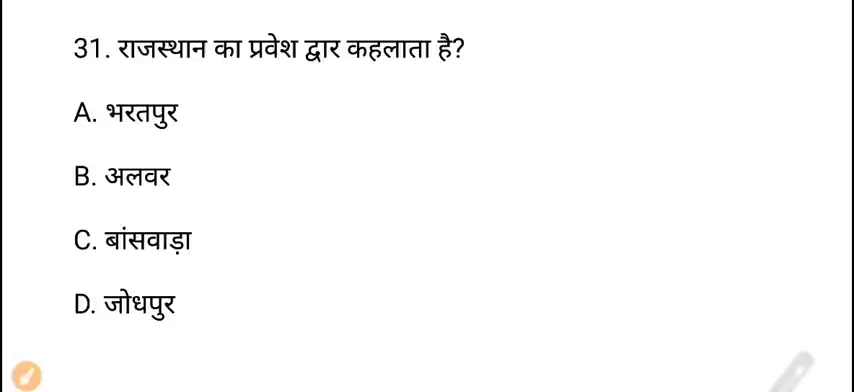 31. राजस्थान का प्रवेश द्वार कहलाता है?
A. भरतपुर
B. अलवर
C. बांसवाड़ा
D. जोधपुर